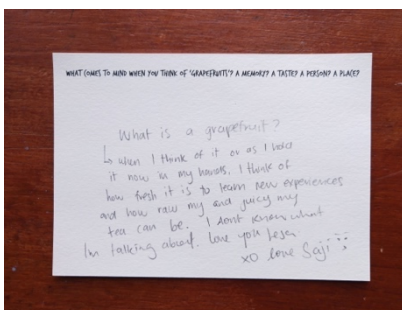 WHAT COMES TO MIND WHEN YOU THINK OF 'GRAPEFRUITS'? A MEMORY? A TASTE? A PERSON? A PLACE?
What is a grapefruit?
↳ when I think of it or as I hold
it now in my hands. I think of
how fresh it is to learn new experiences
and how raw my and juicy my
tea can be. I dont know what
Im talking about. love you
xo love Saji